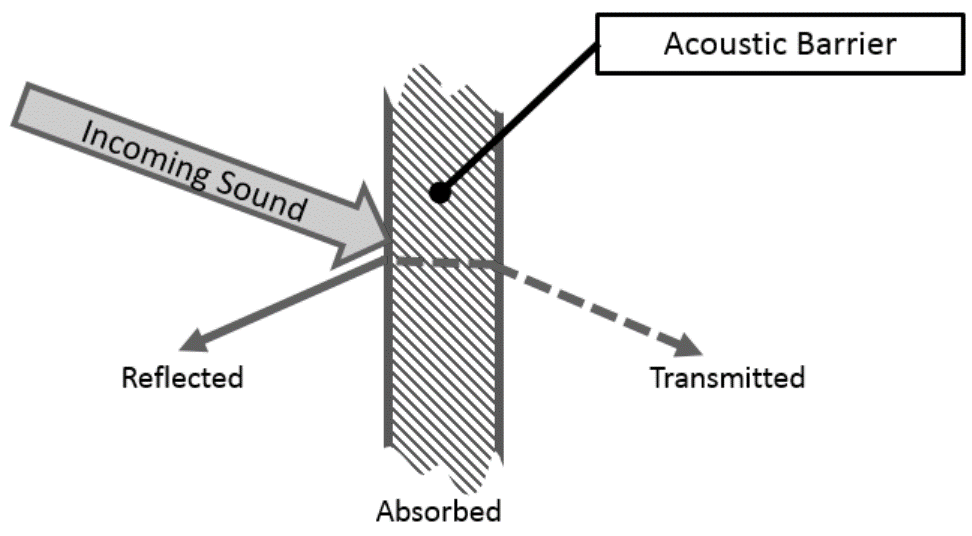 Acoustic Barrier
Incoming Sound
Reflected
Transmitted
Absorbed